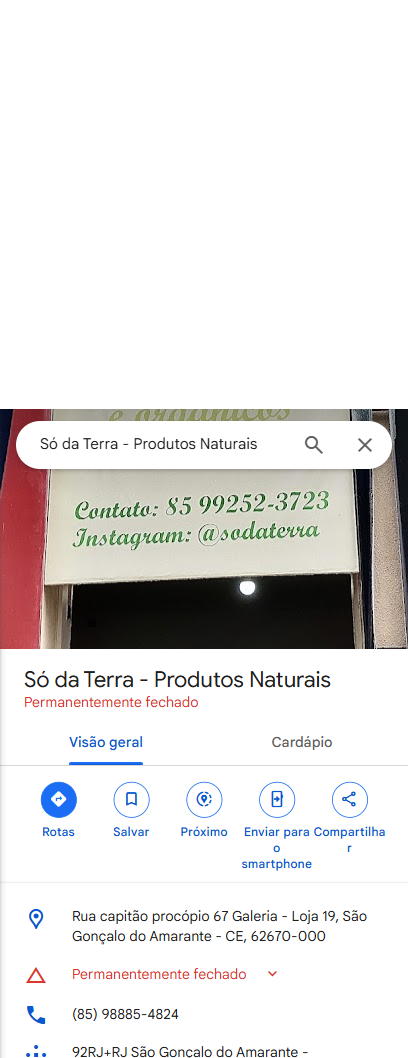 e orgânicos
Só da Terra - Produtos Naturais
Contato: 85 99252-3723
Instagram: @sodaterra
Só da Terra - Produtos Naturais
Permanentemente fechado
Visão geral
Cardápio
Rotas
Salvar
Próximo
Enviar para o smartphone
Compartilhar
Rua capitão procópio 67 Galeria - Loja 19, São
Gonçalo do Amarante - CE, 62670-000
Permanentemente fechado
(85) 98885-4824
92RJ+RJ São Gonçalo do Amarante -